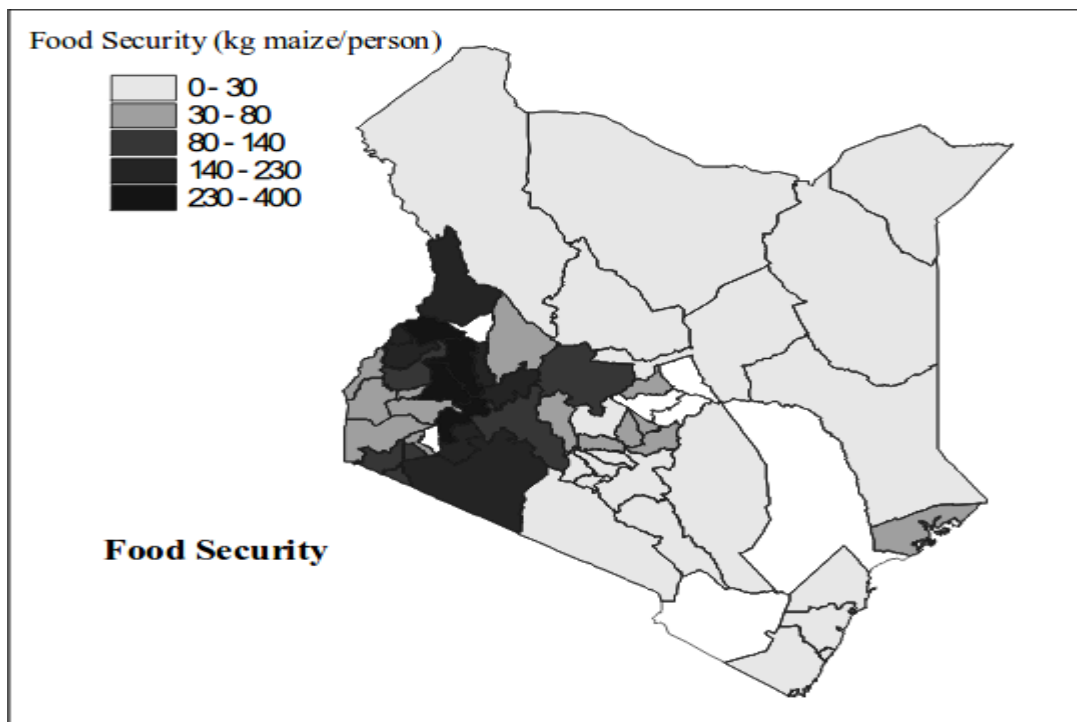 Food Security (kg maize/person)
0 - 30
30 - 80
80 - 140
140 - 230
230 - 400
Food Security